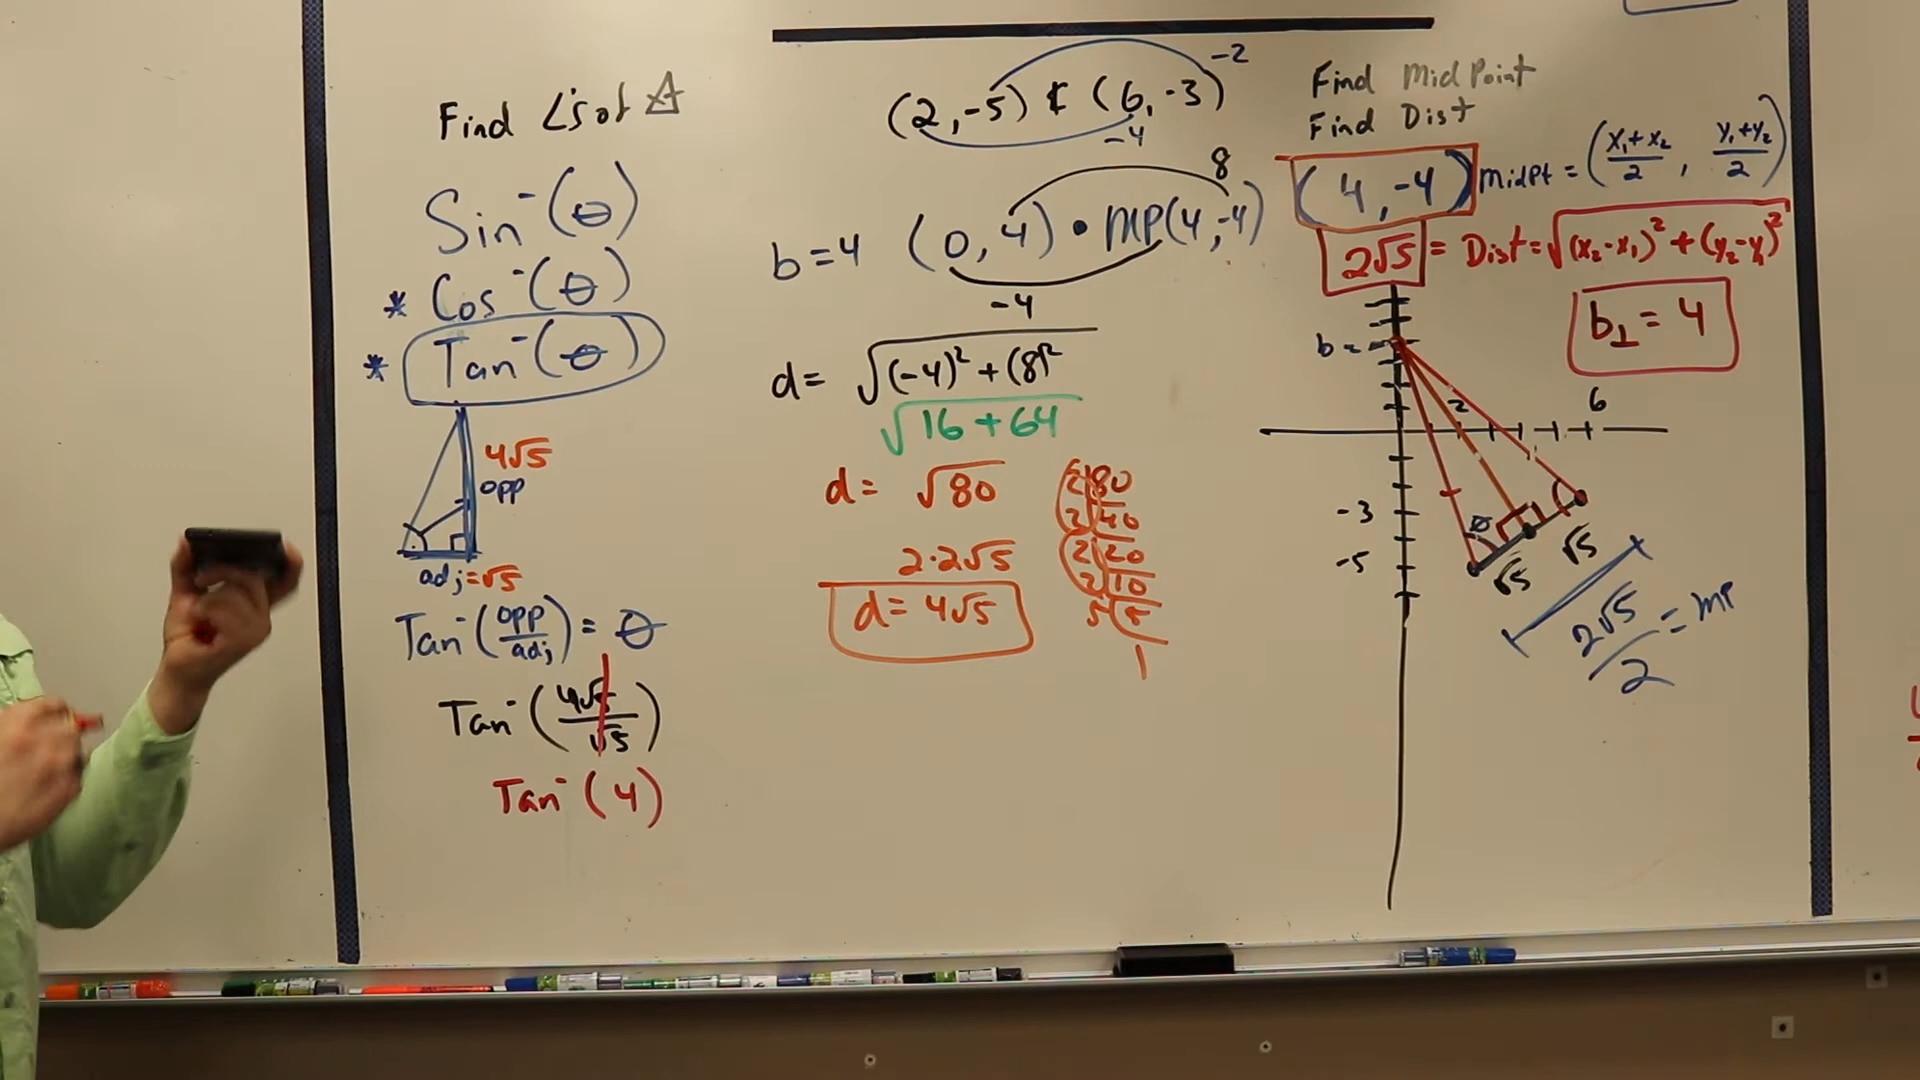 Find ∠'s of △
Sin⁻(θ)
* Cos⁻(θ)
* Tan⁻(θ)
4√5
opp
adj=√5
Tan⁻(opp/adj) = θ
Tan⁻(4√5/√5)
Tan⁻(4)
-2
(2,-5) & (6,-3)
-4
8
b=4 (0,4) • MP(4,-4)
-4
d= √(-4)² + (8)²
√16+64
d= √80
2·2√5
d= 4√5
2 80
2 40
2 20
2 10
5 5
1
Find MidPoint
Find Dist
(4,-4) MidPt = (x₁+x₂/2, y₁+y₂/2)
2√5 = Dist=√(x₂-x₁)²+(y₂-y₁)²
b⊥ = 4
b =
2
6
-3
-5
θ
√5
√5
2√5/2 = MP